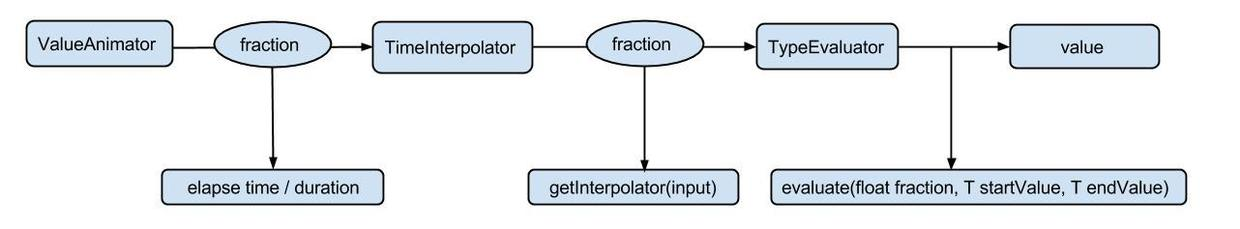 ValueAnimator
fraction
TimeInterpolator
fraction
TypeEvaluator
value
elapse time / duration
getInterpolator(input)
evaluate(float fraction, T startValue, T endValue)